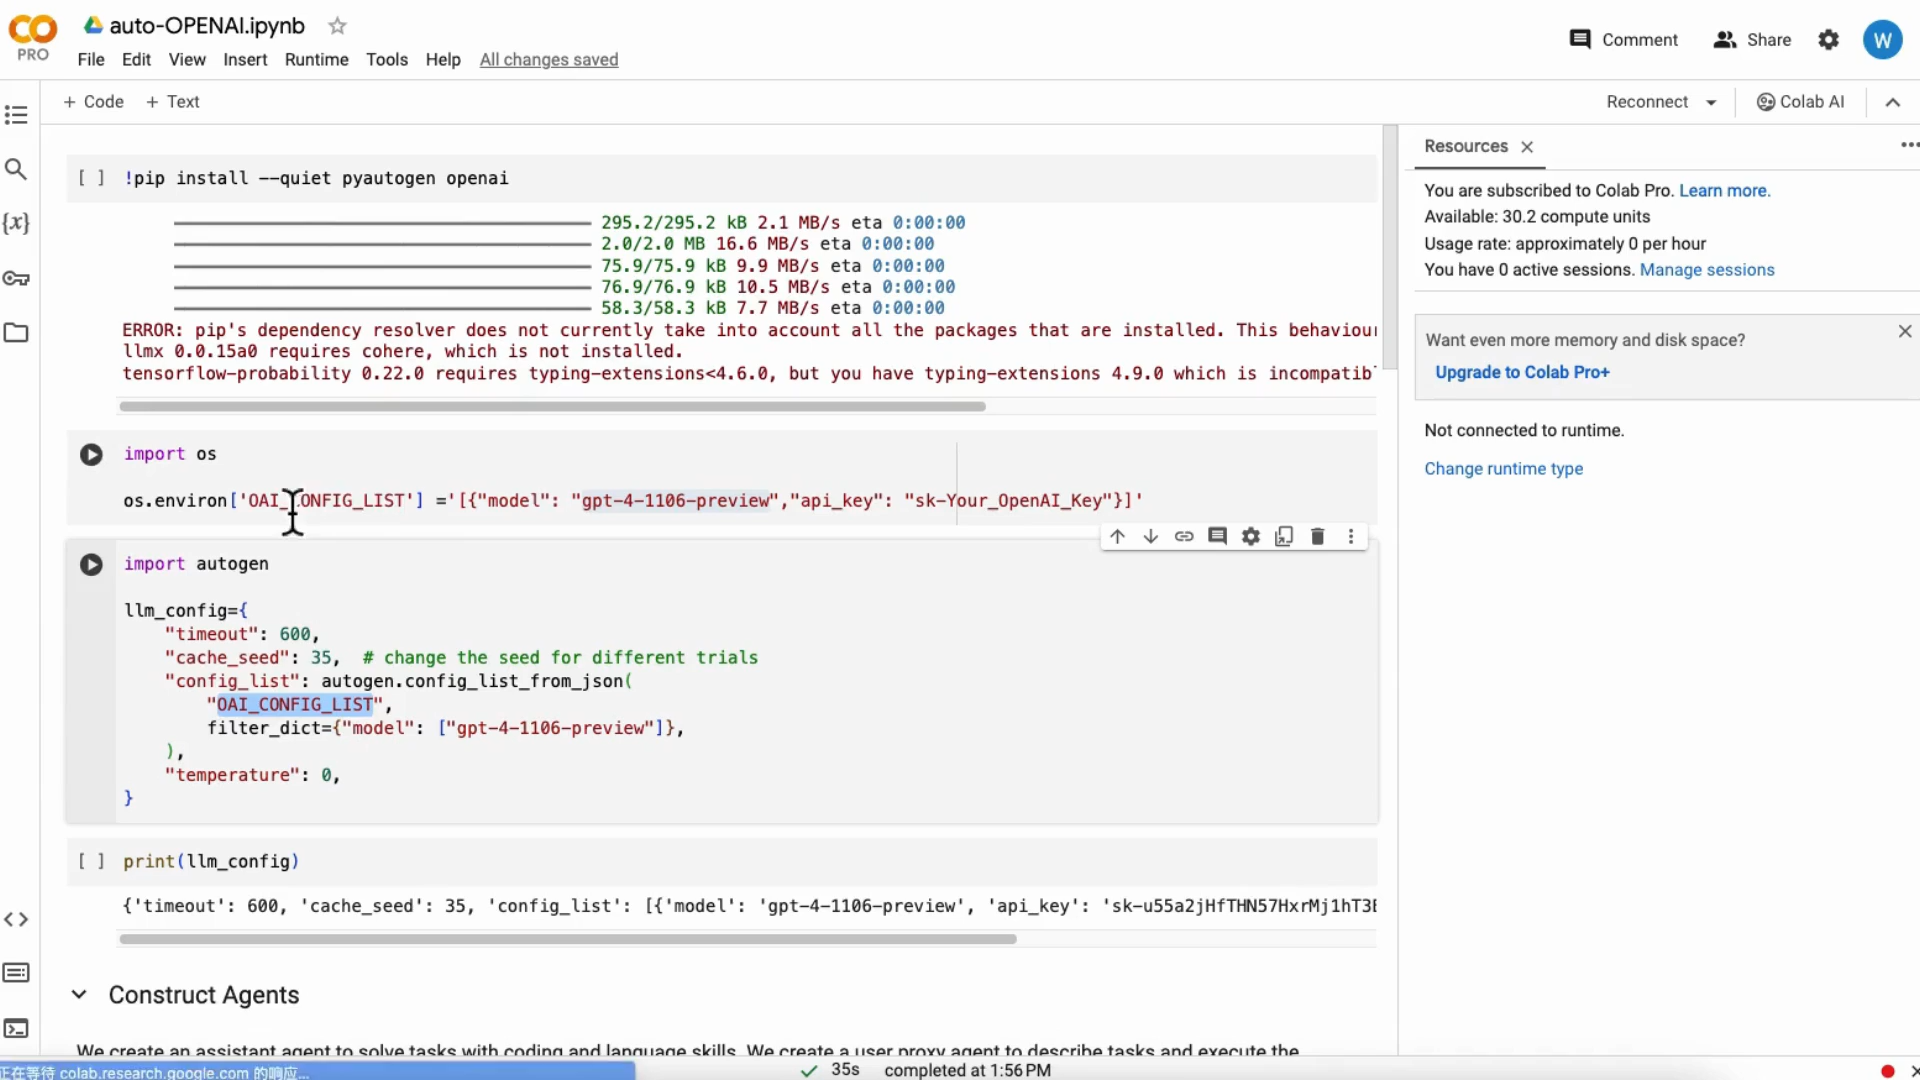 auto-OPENAI.ipynb
PRO
File Edit View Insert Runtime Tools Help All changes saved
Comment Share W
+ Code + Text
Reconnect Colab AI
[ ] !pip install --quiet pyautogen openai
295.2/295.2 kB 2.1 MB/s eta 0:00:00
2.0/2.0 MB 16.6 MB/s eta 0:00:00
75.9/75.9 kB 9.9 MB/s eta 0:00:00
76.9/76.9 kB 10.5 MB/s eta 0:00:00
58.3/58.3 kB 7.7 MB/s eta 0:00:00
ERROR: pip's dependency resolver does not currently take into account all the packages that are installed. This behaviour
llmx 0.0.15a0 requires cohere, which is not installed.
tensorflow-probability 0.22.0 requires typing-extensions<4.6.0, but you have typing-extensions 4.9.0 which is incompatib
import os
os.environ['OAI_CONFIG_LIST'] ='[{"model": "gpt-4-1106-preview","api_key": "sk-Your_OpenAI_Key"}]'
import autogen
llm_config={
"timeout": 600,
"cache_seed": 35, # change the seed for different trials
"config_list": autogen.config_list_from_json(
"OAI_CONFIG_LIST",
filter_dict={"model": ["gpt-4-1106-preview"]},
),
"temperature": 0,
}
[ ] print(llm_config)
{'timeout': 600, 'cache_seed': 35, 'config_list': [{'model': 'gpt-4-1106-preview', 'api_key': 'sk-u55a2jHfTHN57HxrMj1hT3E
Construct Agents
We create an assistant agent to solve tasks with coding and language skills. We create a user proxy agent to describe tasks and execute the
Resources
You are subscribed to Colab Pro. Learn more.
Available: 30.2 compute units
Usage rate: approximately 0 per hour
You have 0 active sessions. Manage sessions
Want even more memory and disk space?
Upgrade to Colab Pro+
Not connected to runtime.
Change runtime type
正在等待 colab.research.google.com 的响应...
35s completed at 1:56 PM